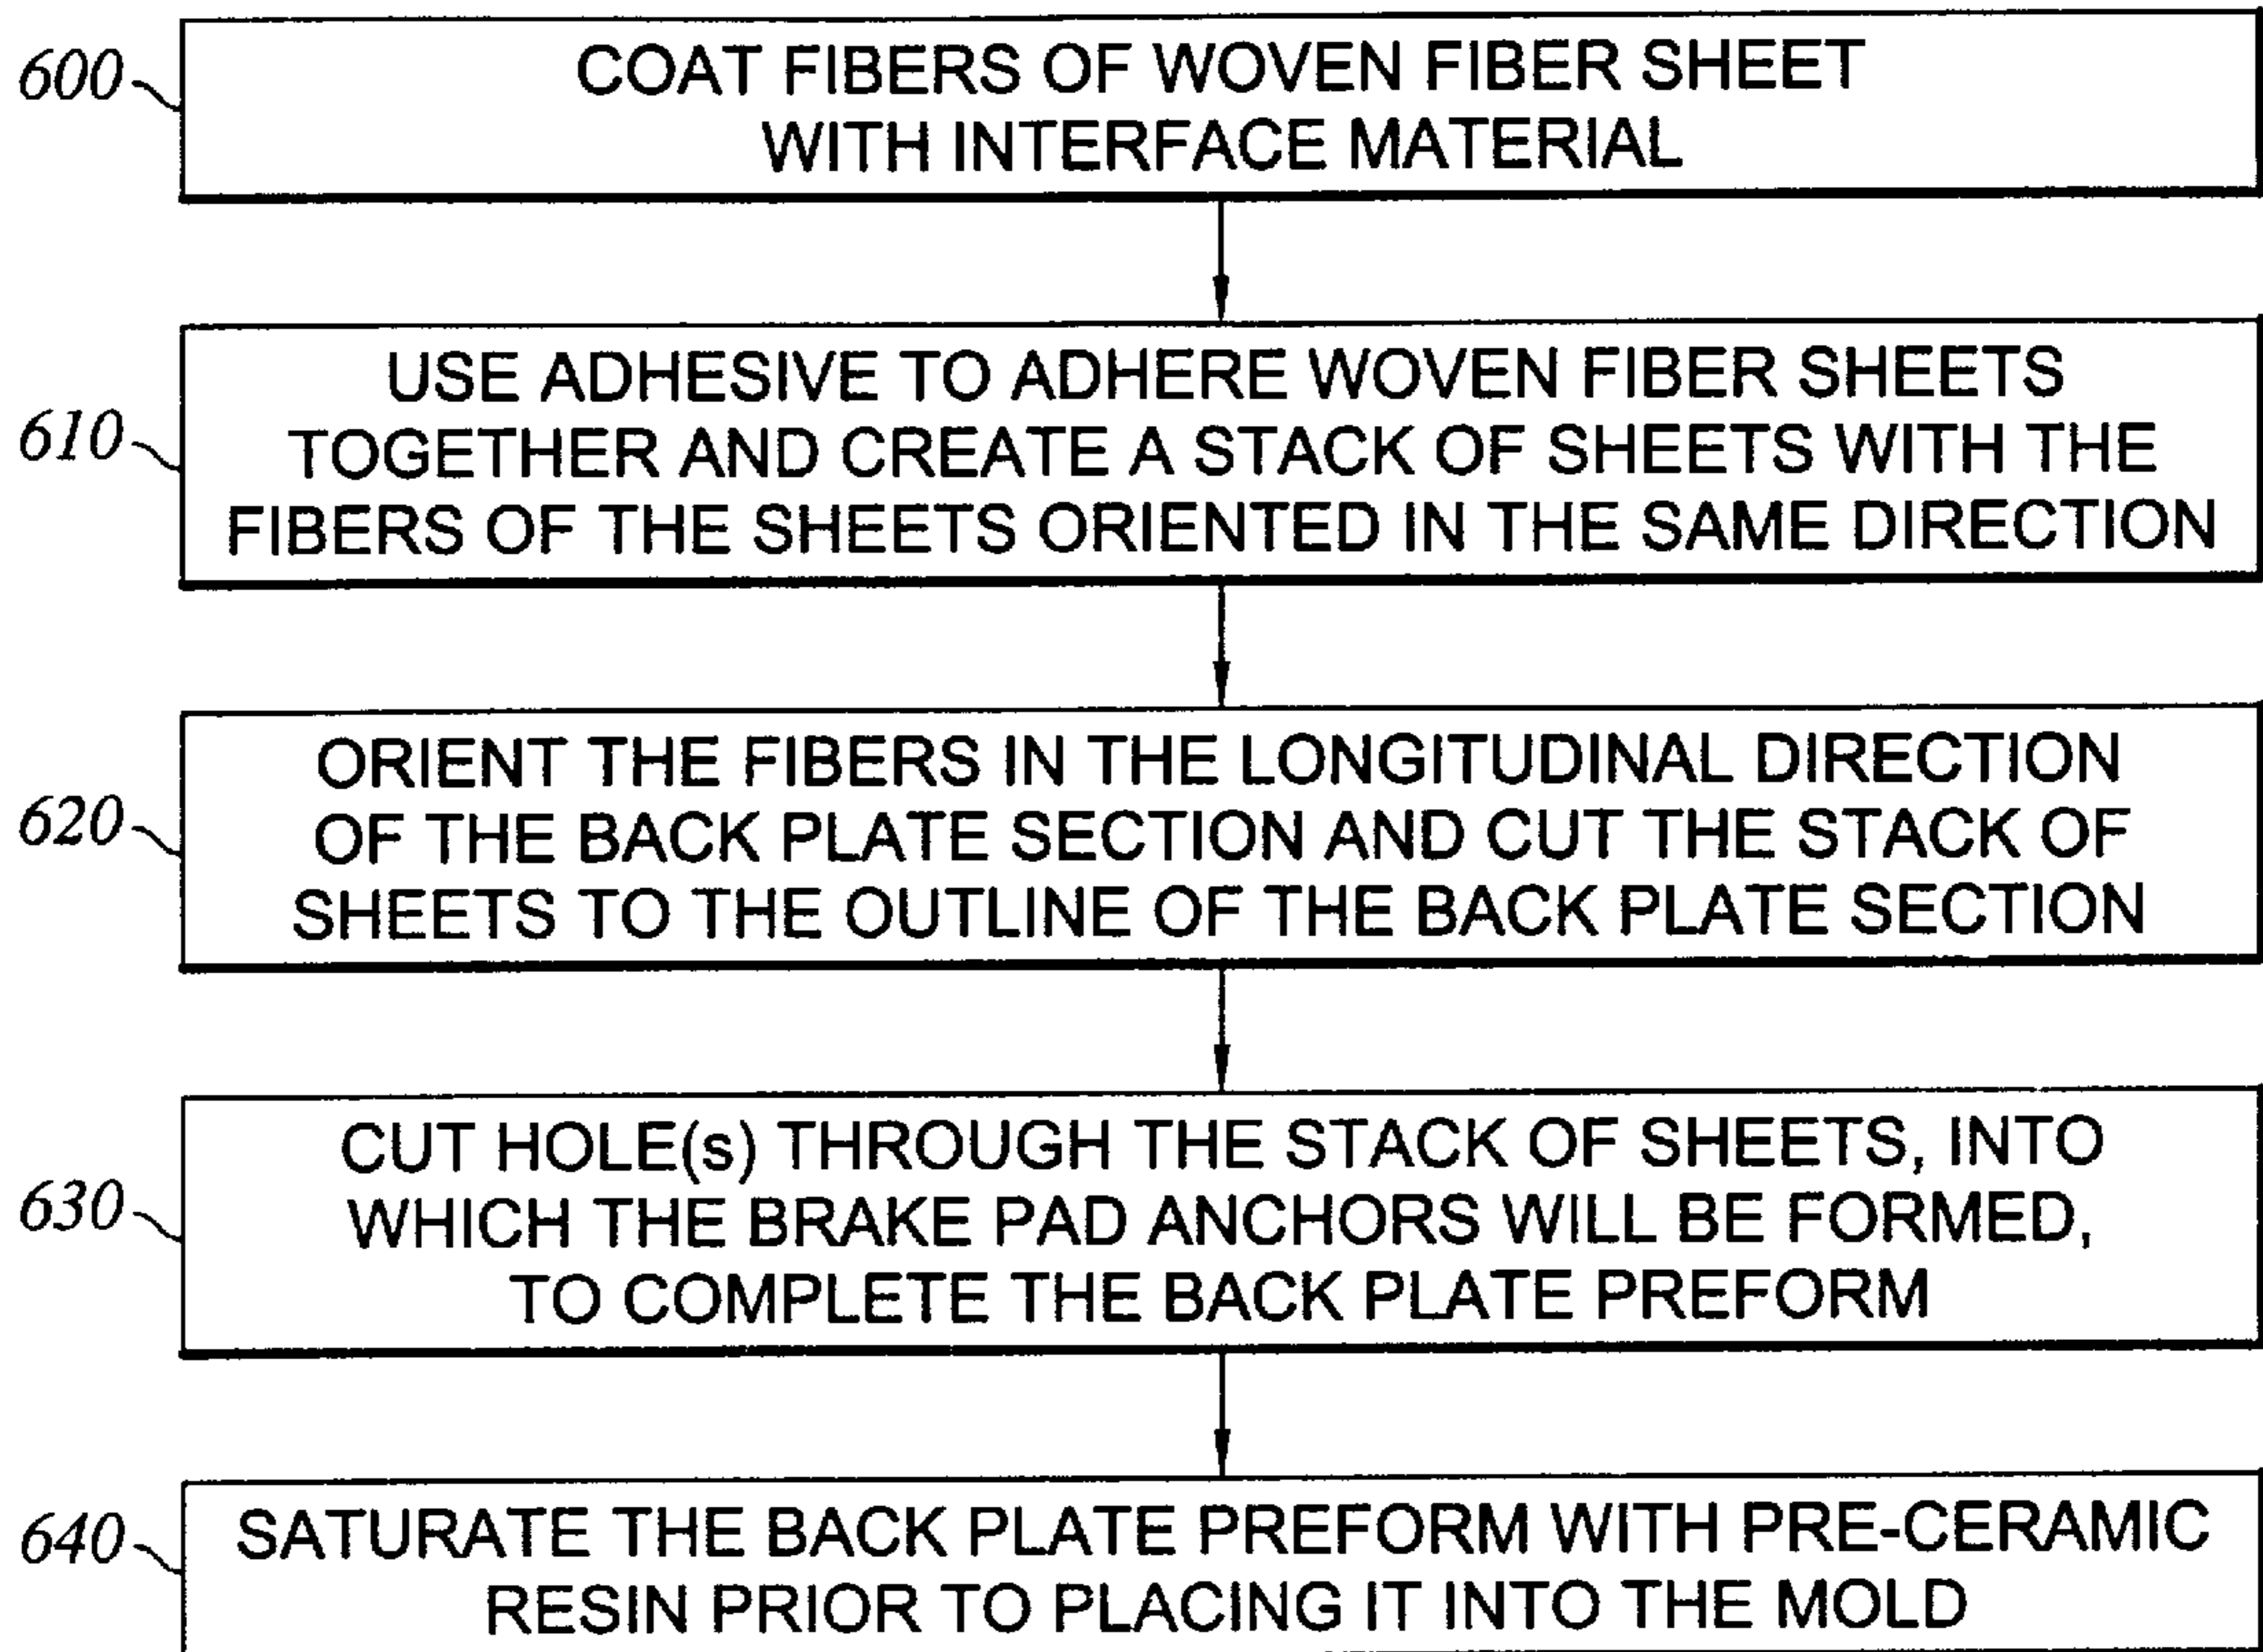 600
COAT FIBERS OF WOVEN FIBER SHEET
WITH INTERFACE MATERIAL
610
USE ADHESIVE TO ADHERE WOVEN FIBER SHEETS
TOGETHER AND CREATE A STACK OF SHEETS WITH THE
FIBERS OF THE SHEETS ORIENTED IN THE SAME DIRECTION
620
ORIENT THE FIBERS IN THE LONGITUDINAL DIRECTION
OF THE BACK PLATE SECTION AND CUT THE STACK OF
SHEETS TO THE OUTLINE OF THE BACK PLATE SECTION
630
CUT HOLE(s) THROUGH THE STACK OF SHEETS, INTO
WHICH THE BRAKE PAD ANCHORS WILL BE FORMED,
TO COMPLETE THE BACK PLATE PREFORM
640
SATURATE THE BACK PLATE PREFORM WITH PRE-CERAMIC
RESIN PRIOR TO PLACING IT INTO THE MOLD